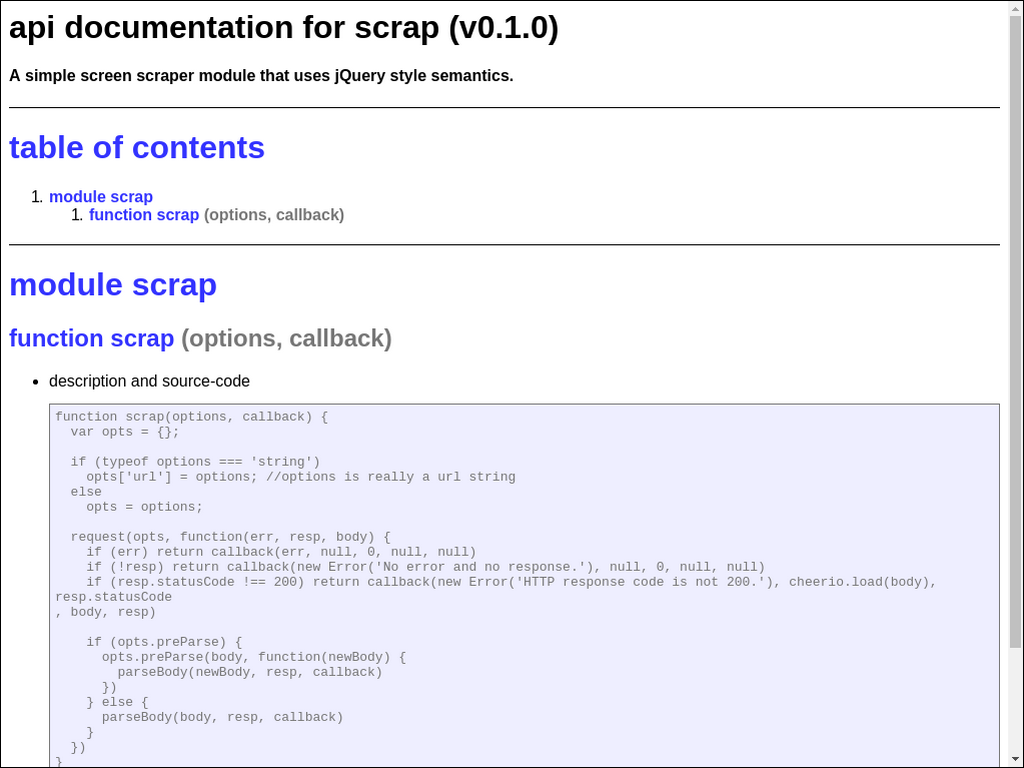 api documentation for scrap (v0.1.0)
A simple screen scraper module that uses jQuery style semantics.
table of contents
1. module scrap
1. function scrap (options, callback)
module scrap
function scrap (options, callback)
• description and source-code
function scrap(options, callback) {
  var opts = {};

  if (typeof options === 'string')
    opts['url'] = options; //options is really a url string
  else
    opts = options;

  request(opts, function(err, resp, body) {
    if (err) return callback(err, null, 0, null, null)
    if (!resp) return callback(new Error('No error and no response.'), null, 0, null, null)
    if (resp.statusCode !== 200) return callback(new Error('HTTP response code is not 200.'), cheerio.load(body),
resp.statusCode
, body, resp)

    if (opts.preParse) {
      opts.preParse(body, function(newBody) {
        parseBody(newBody, resp, callback)
      })
    } else {
      parseBody(body, resp, callback)
    }
  })
}